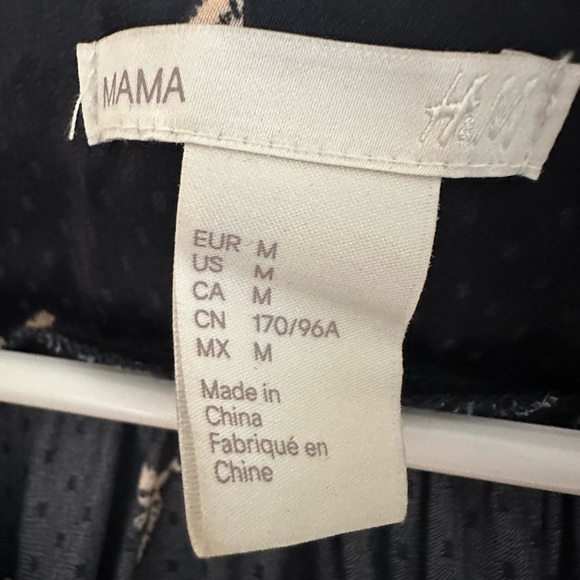 MAMA H&M
EUR M
US M
CA M
CN 170/96A
MX M
Made in
China
Fabriqué en
Chine